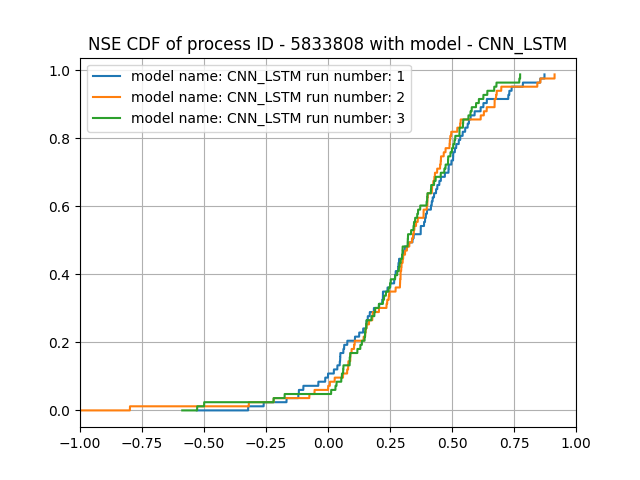 NSE CDF of process ID - 5833808 with model - CNN_LSTM
model name: CNN_LSTM run number: 1
model name: CNN_LSTM run number: 2
model name: CNN_LSTM run number: 3
1.0
0.8
0.6
0.4
0.2
0.0
−1.00 −0.75 −0.50 −0.25 0.00 0.25 0.50 0.75 1.00